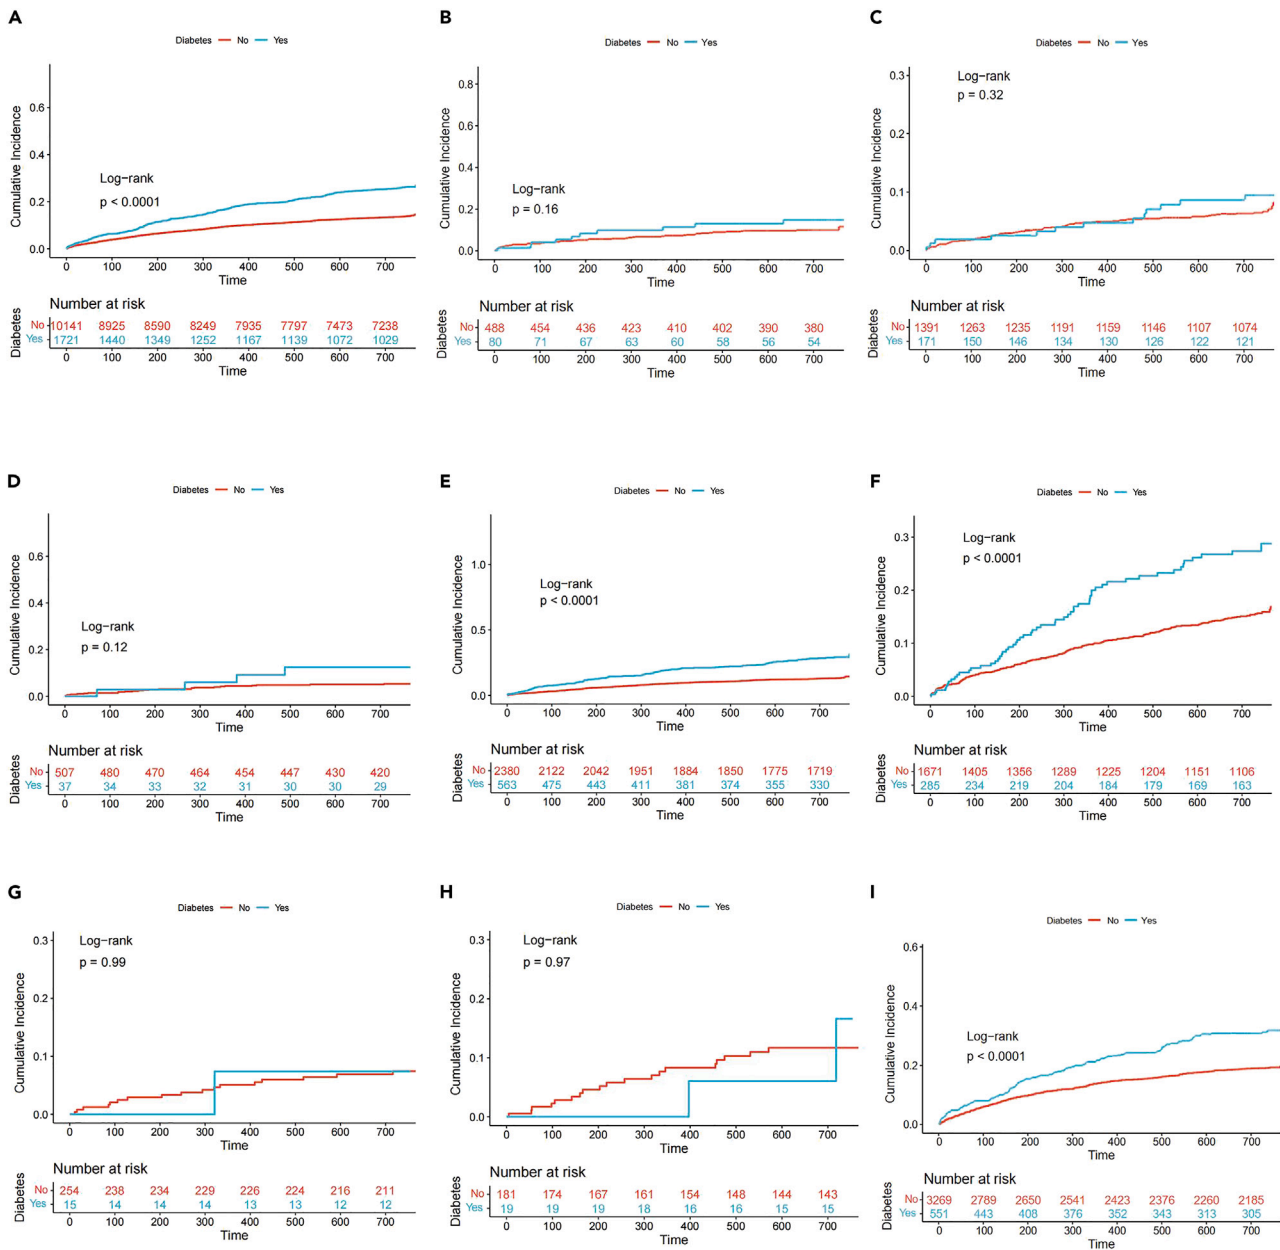 A
Diabetes No Yes
Cumulative Incidence
0.6
0.4
0.2
0.0
Log-rank
p < 0.0001
0 100 200 300 400 500 600 700
Time
Number at risk
Diabetes
No 10141 8925 8590 8249 7935 7797 7473 7238
Yes 1721 1440 1349 1252 1167 1139 1072 1029
0 100 200 300 400 500 600 700
Time
B
Diabetes No Yes
Cumulative Incidence
0.8
0.6
0.4
0.2
0.0
Log-rank
p = 0.16
0 100 200 300 400 500 600 700
Time
Number at risk
Diabetes
No 488 454 436 423 410 402 390 380
Yes 80 71 67 63 60 58 56 54
0 100 200 300 400 500 600 700
Time
C
Diabetes No Yes
Cumulative Incidence
0.3
0.2
0.1
0.0
Log-rank
p = 0.32
0 100 200 300 400 500 600 700
Time
Number at risk
Diabetes
No 1391 1263 1235 1191 1159 1146 1107 1074
Yes 171 150 146 134 130 126 122 121
0 100 200 300 400 500 600 700
Time
D
Diabetes No Yes
Cumulative Incidence
0.6
0.4
0.2
0.0
Log-rank
p = 0.12
0 100 200 300 400 500 600 700
Time
Number at risk
Diabetes
No 507 480 470 464 454 447 430 420
Yes 37 34 33 32 31 30 30 29
0 100 200 300 400 500 600 700
Time
E
Diabetes No Yes
Cumulative Incidence
1.0
0.5
0.0
Log-rank
p < 0.0001
0 100 200 300 400 500 600 700
Time
Number at risk
Diabetes
No 2380 2122 2042 1951 1884 1850 1775 1719
Yes 563 475 443 411 381 374 355 330
0 100 200 300 400 500 600 700
Time
F
Diabetes No Yes
Cumulative Incidence
0.3
0.2
0.1
0.0
Log-rank
p < 0.0001
0 100 200 300 400 500 600 700
Time
Number at risk
Diabetes
No 1671 1405 1356 1289 1225 1204 1151 1106
Yes 285 234 219 204 184 179 169 163
0 100 200 300 400 500 600 700
Time
G
Diabetes No Yes
Cumulative Incidence
0.3
0.2
0.1
0.0
Log-rank
p = 0.99
0 100 200 300 400 500 600 700
Time
Number at risk
Diabetes
No 254 238 234 229 226 224 216 211
Yes 15 14 14 14 13 13 12 12
0 100 200 300 400 500 600 700
Time
H
Diabetes No Yes
Cumulative Incidence
0.3
0.2
0.1
0.0
Log-rank
p = 0.97
0 100 200 300 400 500 600 700
Time
Number at risk
Diabetes
No 181 174 167 161 154 148 144 143
Yes 19 19 19 18 16 16 15 15
0 100 200 300 400 500 600 700
Time
I
Diabetes No Yes
Cumulative Incidence
0.6
0.4
0.2
0.0
Log-rank
p < 0.0001
0 100 200 300 400 500 600 700
Time
Number at risk
Diabetes
No 3269 2789 2650 2541 2423 2376 2260 2185
Yes 551 443 408 376 352 343 313 305
0 100 200 300 400 500 600 700
Time